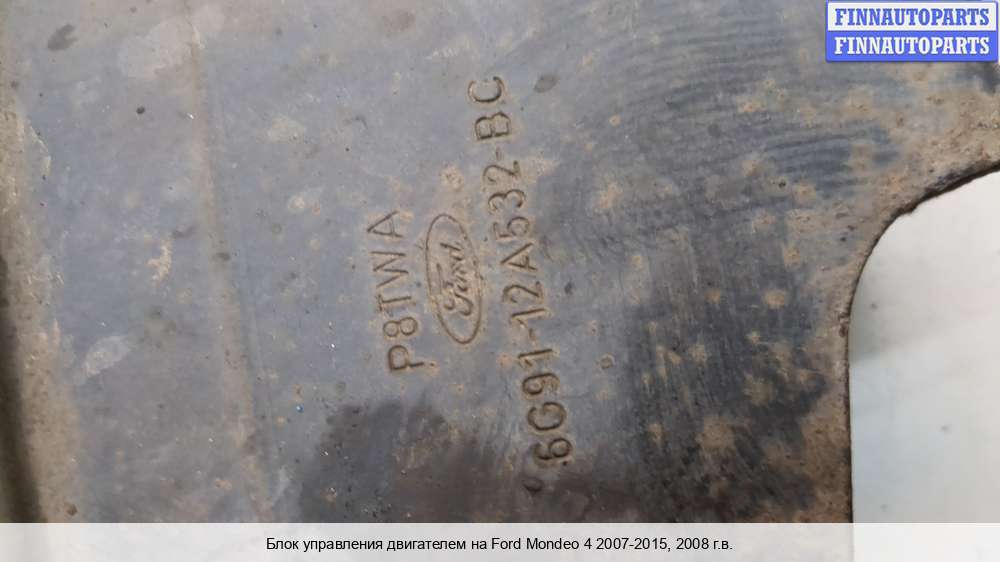 FINNAUTOPARTS
FINNAUTOPARTS
P8TWA
Ford
6G91-12A532-BC
Блок управления двигателем на Ford Mondeo 4 2007-2015, 2008 г.в.